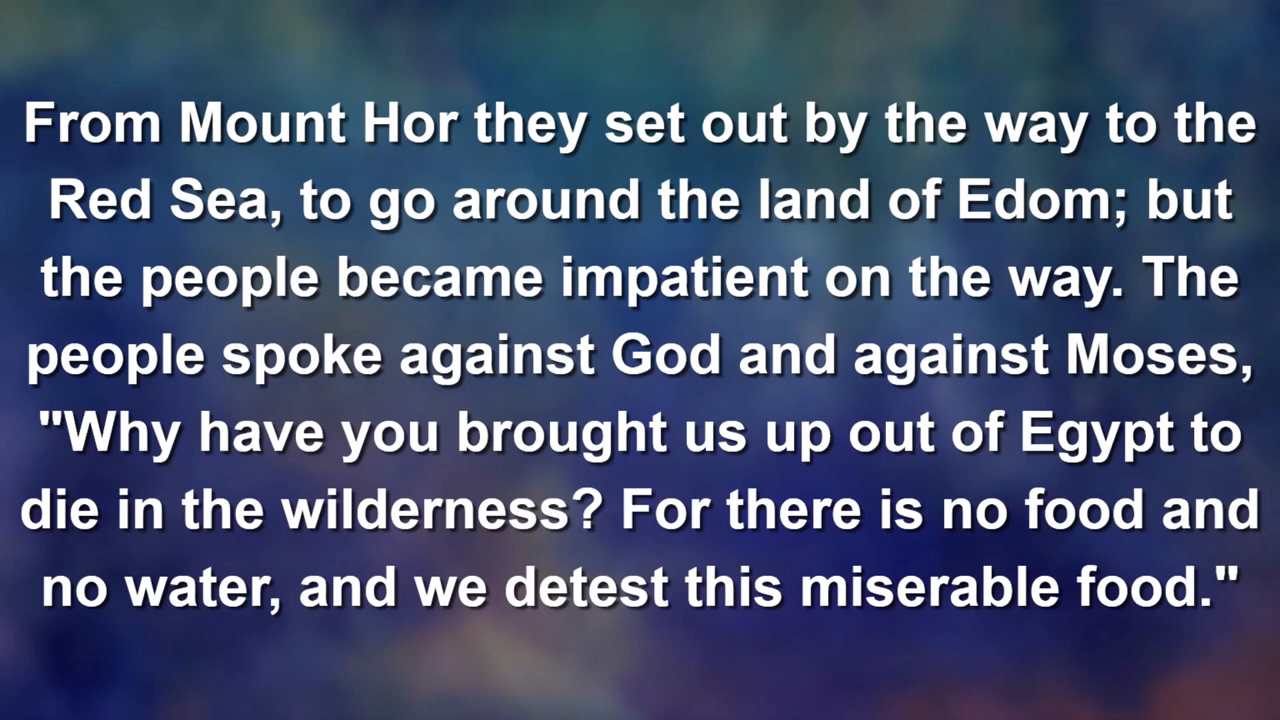 From Mount Hor they set out by the way to the
Red Sea, to go around the land of Edom; but
the people became impatient on the way. The
people spoke against God and against Moses,
"Why have you brought us up out of Egypt to
die in the wilderness? For there is no food and
no water, and we detest this miserable food."